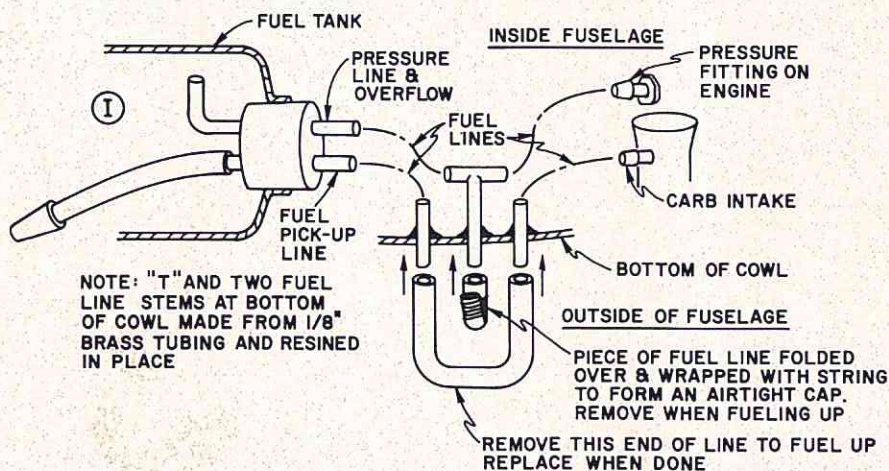 FUEL TANK
PRESSURE
LINE &
OVERFLOW
INSIDE FUSELAGE
PRESSURE
FITTING ON
ENGINE
I
FUEL
LINES
CARB INTAKE
FUEL
PICK-UP
LINE
BOTTOM OF COWL
NOTE: "T" AND TWO FUEL
LINE STEMS AT BOTTOM
OF COWL MADE FROM 1/8"
BRASS TUBING AND RESINED
IN PLACE
OUTSIDE OF FUSELAGE
PIECE OF FUEL LINE FOLDED
OVER & WRAPPED WITH STRING
TO FORM AN AIRTIGHT CAP.
REMOVE WHEN FUELING UP
REMOVE THIS END OF LINE TO FUEL UP
REPLACE WHEN DONE